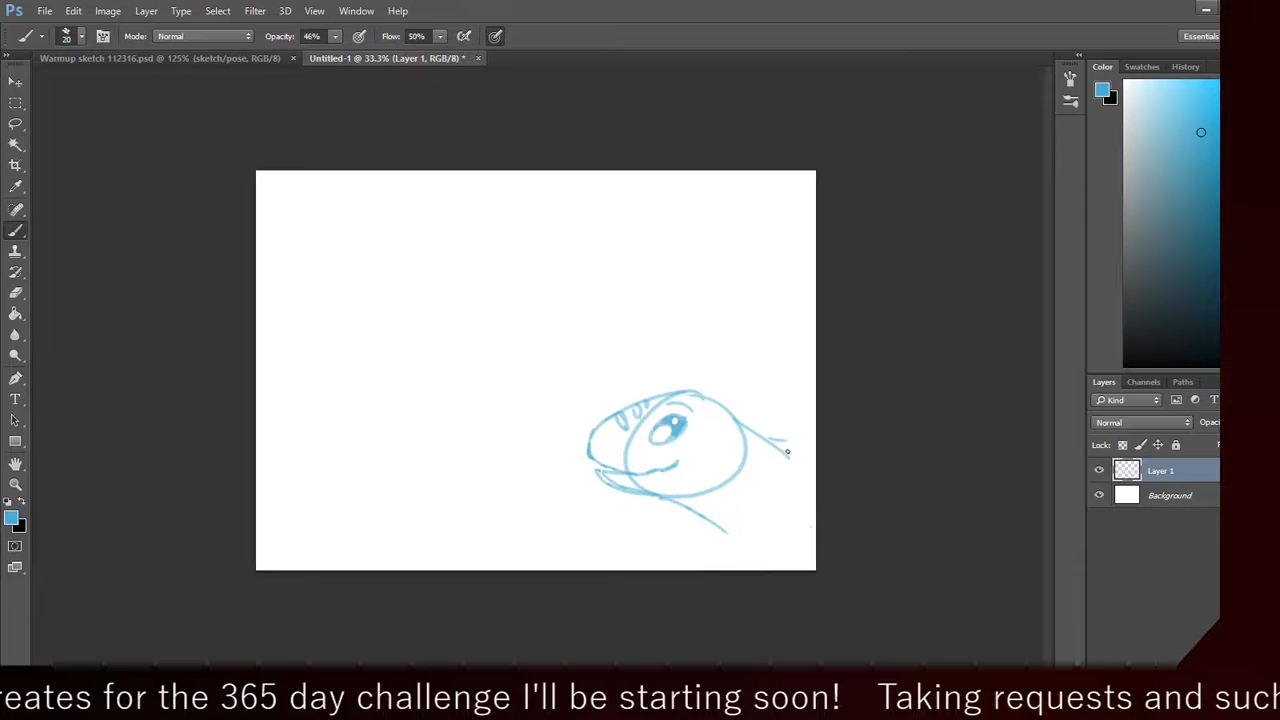 Ps File Edit Image Layer Type Select Filter 3D View Window Help
20 Mode: Normal Opacity: 46% Flow: 50% Essentials
Warmup sketch 112316.psd @ 125% (sketch/pose, RGB/8) × Untitled-1 @ 33.3% (Layer 1, RGB/8) * ×
Color Swatches History
Layers Channels Paths
Kind
Normal Opac
Lock:
Layer 1
Background
reates for the 365 day challenge I'll be starting soon! Taking requests and such